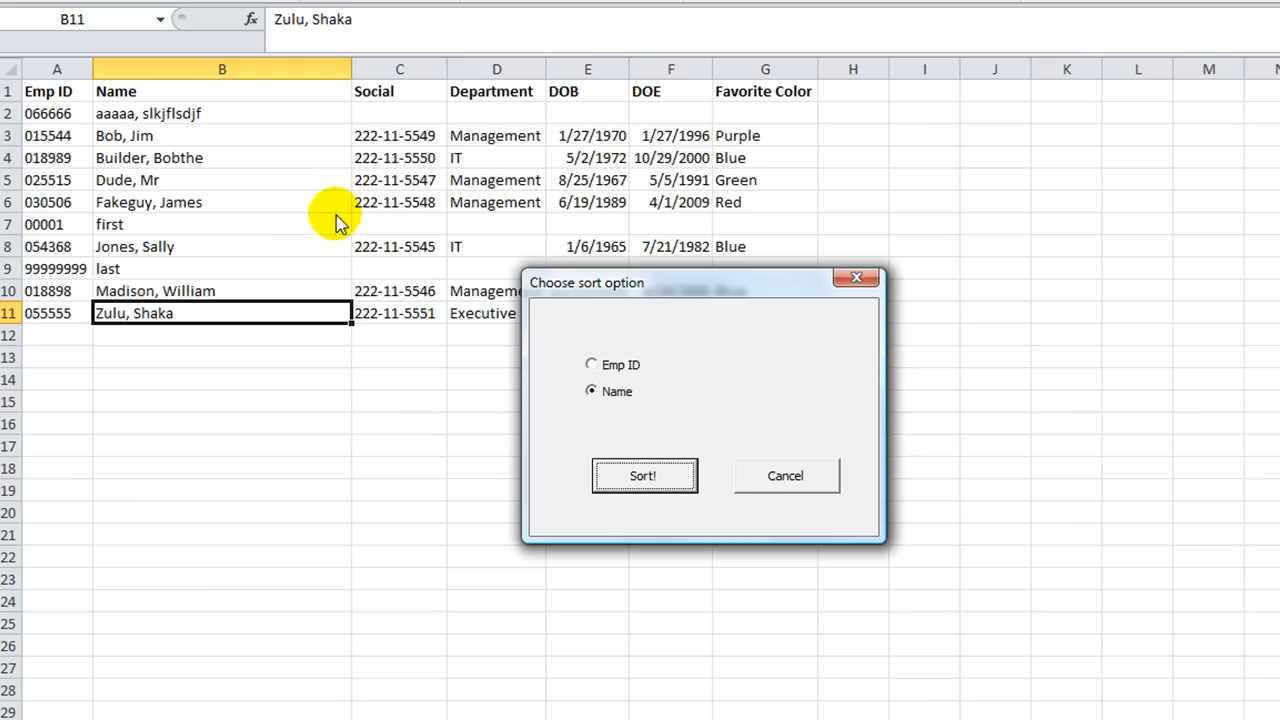 B11 fx Zulu, Shaka
A B C D E F G H I J K L M N
1 Emp ID Name Social Department DOB DOE Favorite Color
2 066666 aaaaa, slkjflsdjf
3 015544 Bob, Jim 222-11-5549 Management 1/27/1970 1/27/1996 Purple
4 018989 Builder, Bobthe 222-11-5550 IT 5/2/1972 10/29/2000 Blue
5 025515 Dude, Mr 222-11-5547 Management 8/25/1967 5/5/1991 Green
6 030506 Fakeguy, James 222-11-5548 Management 6/19/1989 4/1/2009 Red
7 00001 first
8 054368 Jones, Sally 222-11-5545 IT 1/6/1965 7/21/1982 Blue
9 99999999 last
10 018898 Madison, William 222-11-5546 Manageme
11 055555 Zulu, Shaka 222-11-5551 Executive
12
13
14
15
16
17
18
19
20
21
22
23
24
25
26
27
28
29
Choose sort option
Emp ID
Name
Sort! Cancel